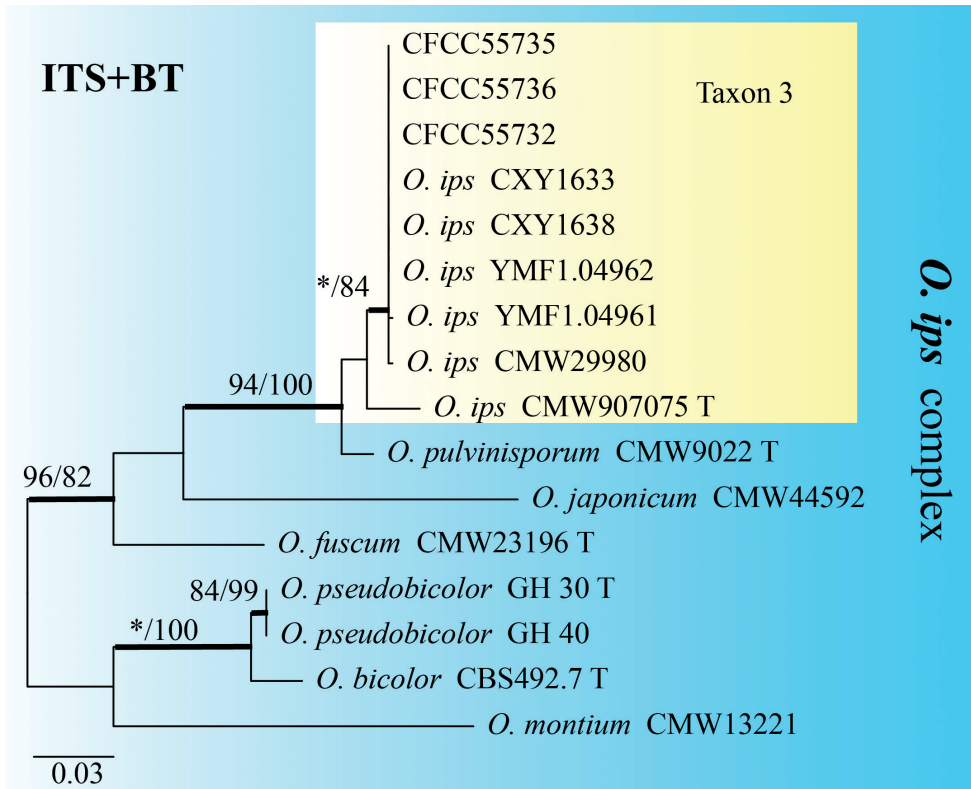 ITS+BT
CFCC55735
CFCC55736
Taxon 3
CFCC55732
O. ips CXY1633
O. ips CXY1638
O. ips YMF1.04962
*/84
O. ips YMF1.04961
O. ips CMW29980
94/100
O. ips CMW907075 T
O. pulvinisporum CMW9022 T
96/82
O. japonicum CMW44592
O. fuscum CMW23196 T
84/99
O. pseudobicolor GH 30 T
*/100
O. pseudobicolor GH 40
O. bicolor CBS492.7 T
O. montium CMW13221
0.03
O. ips complex